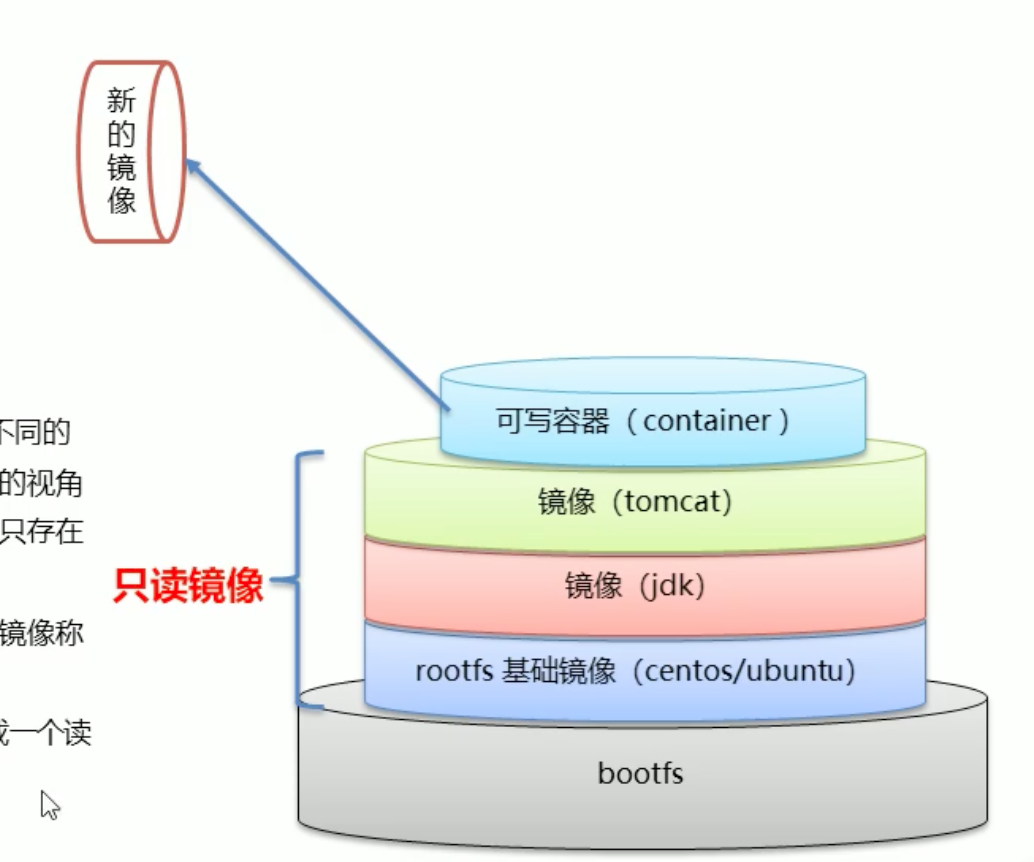 新的镜像
可写容器（container ）
不同的
的视角
镜像（tomcat）
只存在
只读镜像
镜像（jdk）
镜像称
rootfs 基础镜像（centos/ubuntu）
一个读
bootfs